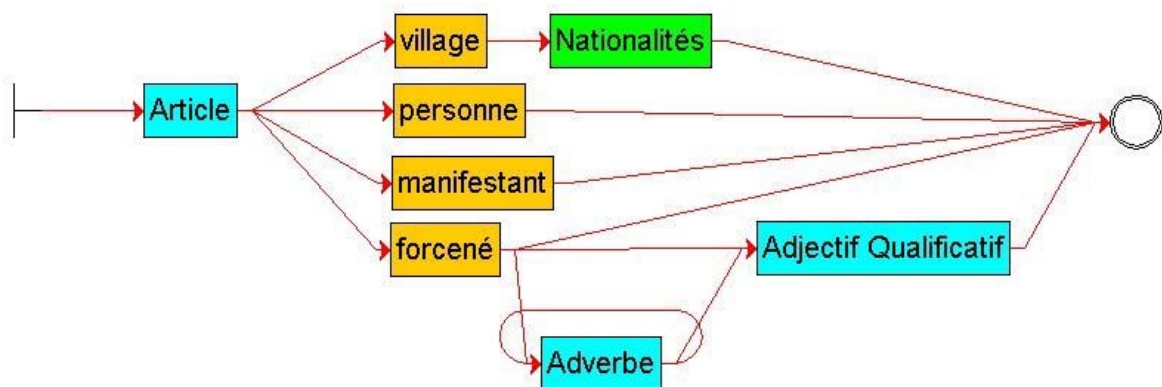 village
Nationalités
Article
personne
manifestant
forcené
Adjectif Qualificatif
Adverbe